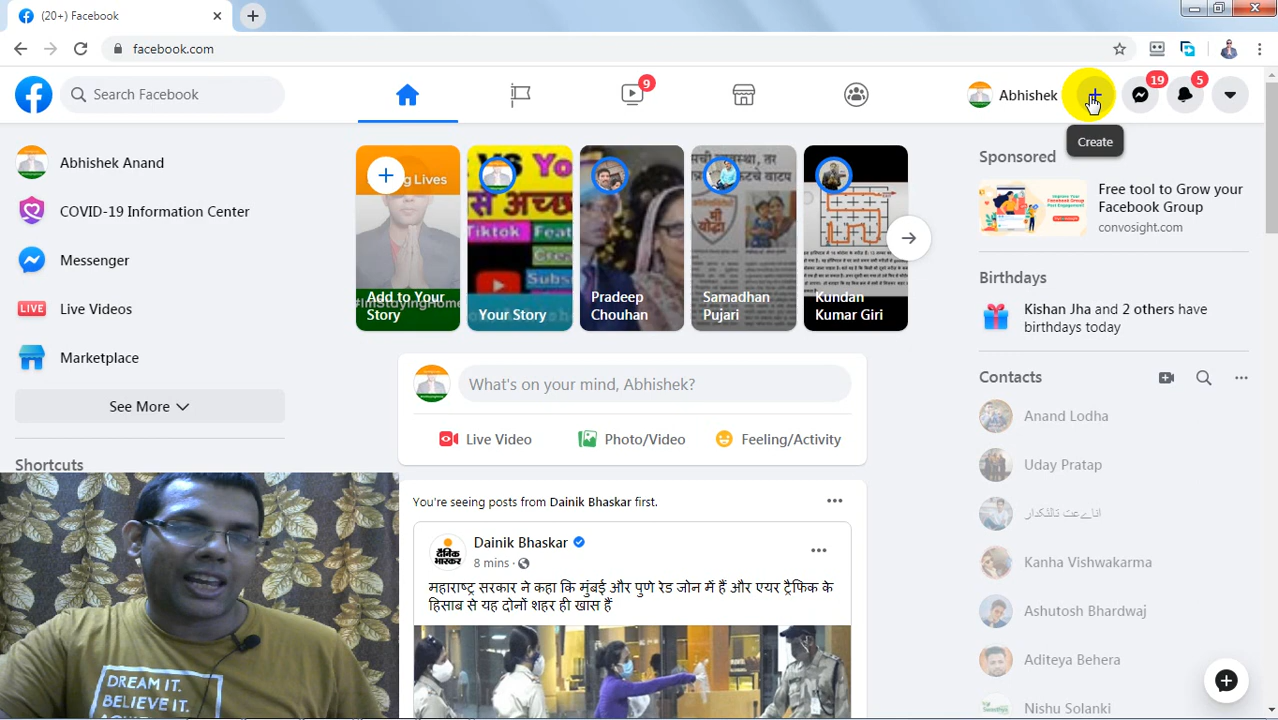 (20+) Facebook
facebook.com
Search Facebook
9
Abhishek
19
5
Create
Abhishek Anand
COVID-19 Information Center
Messenger
LIVE
Live Videos
Marketplace
See More
Shortcuts
Add to Your
Story
Your Story
Pradeep
Chouhan
Samadhan
Pujari
Kundan
Kumar Giri
What's on your mind, Abhishek?
Live Video
Photo/Video
Feeling/Activity
You're seeing posts from Dainik Bhaskar first.
Dainik Bhaskar
8 mins ·
महाराष्ट्र सरकार ने कहा कि मुंबई और पुणे रेड जोन में हैं और एयर ट्रैफिक के
हिसाब से यह दोनों शहर ही खास हैं
Sponsored
Free tool to Grow your
Facebook Group
convosight.com
Birthdays
Kishan Jha and 2 others have
birthdays today
Contacts
Anand Lodha
Uday Pratap
Kanha Vishwakarma
Ashutosh Bhardwaj
Aditeya Behera
Nishu Solanki
DREAM IT.
BELIEVE IT.